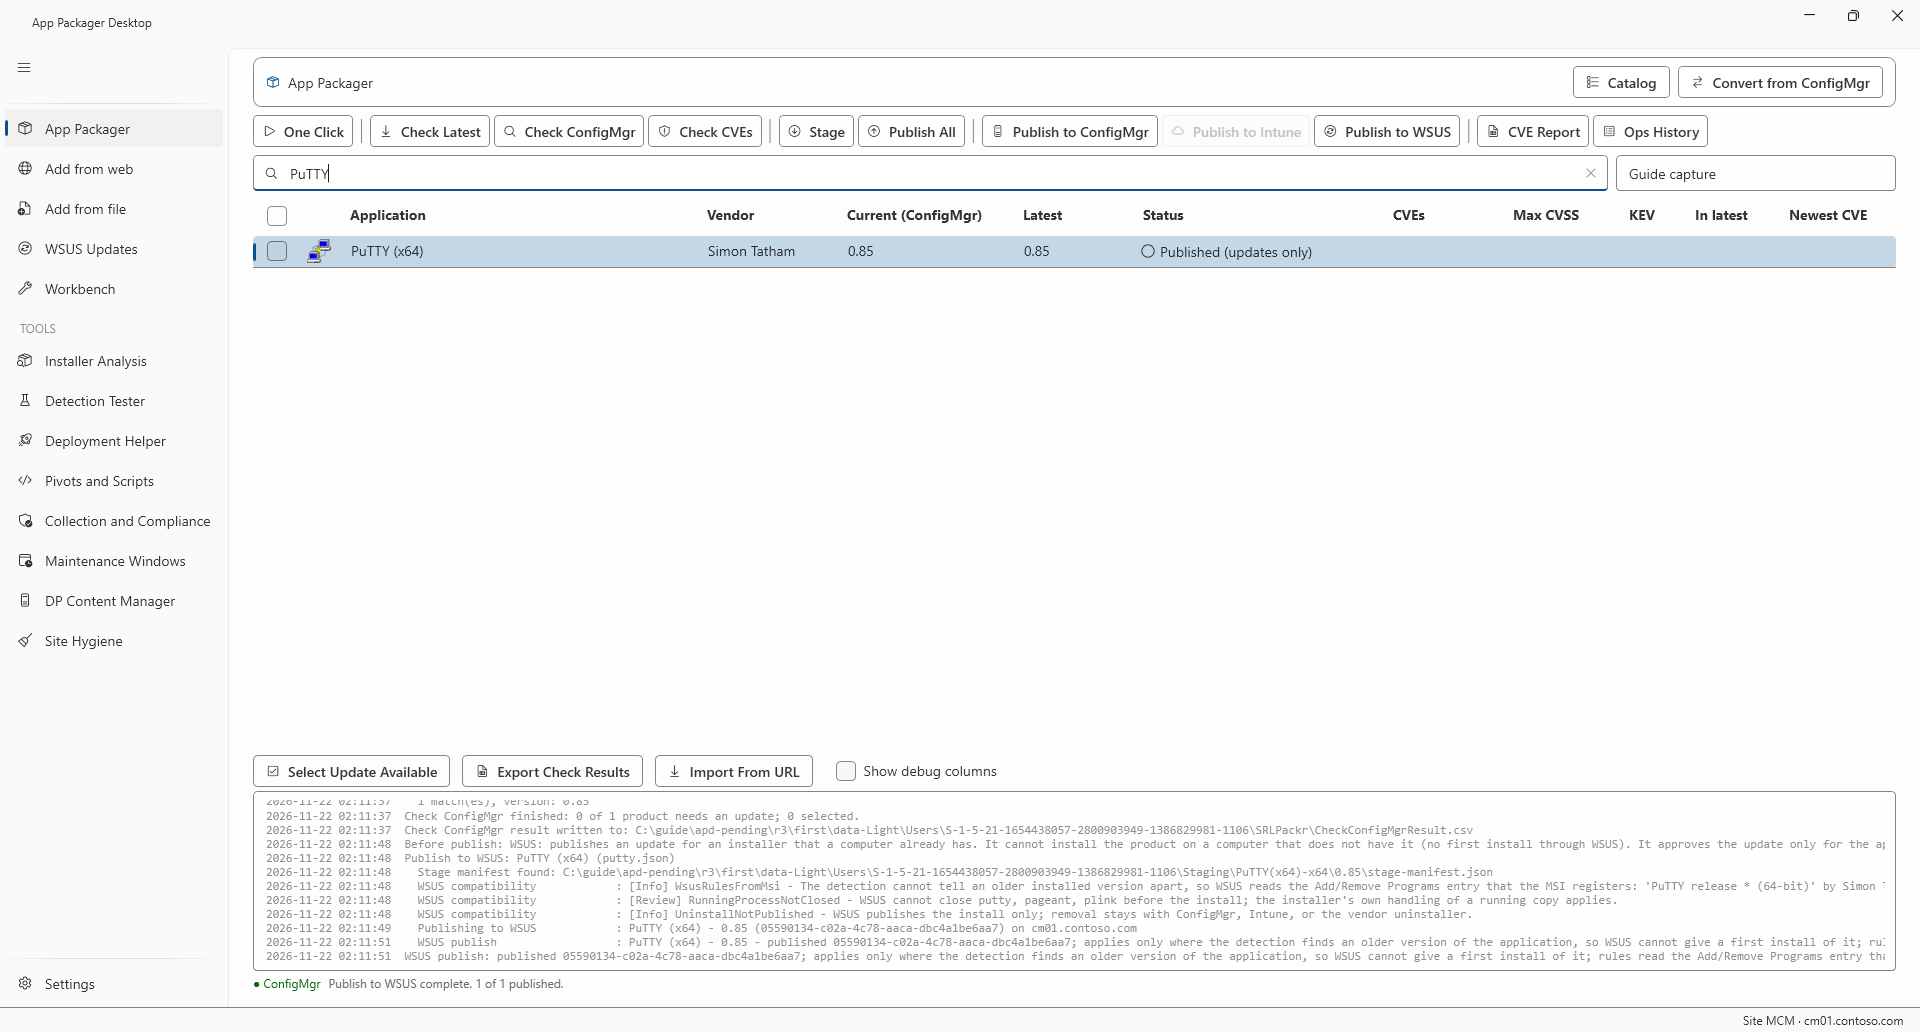 App Packager Desktop
App Packager
Catalog
Convert from ConfigMgr
App Packager
Add from web
Add from file
WSUS Updates
Workbench
TOOLS
Installer Analysis
Detection Tester
Deployment Helper
Pivots and Scripts
Collection and Compliance
Maintenance Windows
DP Content Manager
Site Hygiene
Settings
One Click
Check Latest
Check ConfigMgr
Check CVEs
Stage
Publish All
Publish to ConfigMgr
Publish to Intune
Publish to WSUS
CVE Report
Ops History
PuTTY
Guide capture
Application Vendor Current (ConfigMgr) Latest Status CVEs Max CVSS KEV In latest Newest CVE
PuTTY (x64) Simon Tatham 0.85 0.85 Published (updates only)
Select Update Available
Export Check Results
Import From URL
Show debug columns
2026-11-22 02:11:37 1 match(es), version: 0.85
2026-11-22 02:11:37 Check ConfigMgr finished: 0 of 1 product needs an update; 0 selected.
2026-11-22 02:11:37 Check ConfigMgr result written to: C:\guide\apd-pending\r3\first\data-Light\Users\S-1-5-21-1654438057-2800903949-1386829981-1106\SRLPackr\CheckConfigMgrResult.csv
2026-11-22 02:11:48 Before publish: WSUS: publishes an update for an installer that a computer already has. It cannot install the product on a computer that does not have it (no first install through WSUS). It approves the update only for the
2026-11-22 02:11:48 Publish to WSUS: PuTTY (x64) (putty.json)
2026-11-22 02:11:48 Stage manifest found: C:\guide\apd-pending\r3\first\data-Light\Users\S-1-5-21-1654438057-2800903949-1386829981-1106\Staging\PuTTY(x64)-x64\0.85\stage-manifest.json
2026-11-22 02:11:48 WSUS compatibility : [Info] WsusRulesFromMsi - The detection cannot tell an older installed version apart, so WSUS reads the Add/Remove Programs entry that the MSI registers: 'PuTTY release * (64-bit)' by Simon
2026-11-22 02:11:48 WSUS compatibility : [Review] RunningProcessNotClosed - WSUS cannot close putty, pageant, plink before the install; the installer's own handling of a running copy applies.
2026-11-22 02:11:48 WSUS compatibility : [Info] UninstallNotPublished - WSUS publishes the install only; removal stays with ConfigMgr, Intune, or the vendor uninstaller.
2026-11-22 02:11:49 Publishing to WSUS : PuTTY (x64) - 0.85 (05590134-c02a-4c78-aaca-dbc4a1be6aa7) on cm01.contoso.com
2026-11-22 02:11:51 WSUS publish : PuTTY (x64) - 0.85 - published 05590134-c02a-4c78-aaca-dbc4a1be6aa7; applies only where the detection finds an older version of the application, so WSUS cannot give a first install of it;
2026-11-22 02:11:51 WSUS publish: published 05590134-c02a-4c78-aaca-dbc4a1be6aa7; applies only where the detection finds an older version of the application, so WSUS cannot give a first install of it; rules read the Add/Remove Programs entry
ConfigMgr Publish to WSUS complete. 1 of 1 published.
Site MCM · cm01.contoso.com